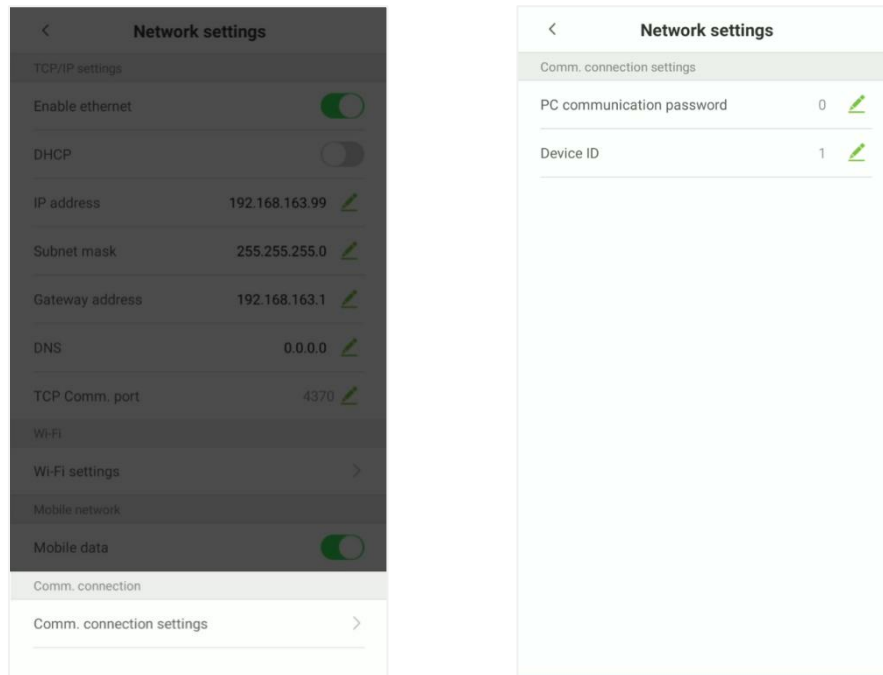 Network settings
TCP/IP settings
Enable ethernet
DHCP
IP address 192.168.163.99
Subnet mask 255.255.255.0
Gateway address 192.168.163.1
DNS 0.0.0.0
TCP Comm. port 4370
Wi-Fi
Wi-Fi settings
Mobile network
Mobile data
Comm. connection
Comm. connection settings
Network settings
Comm. connection settings
PC communication password 0
Device ID 1